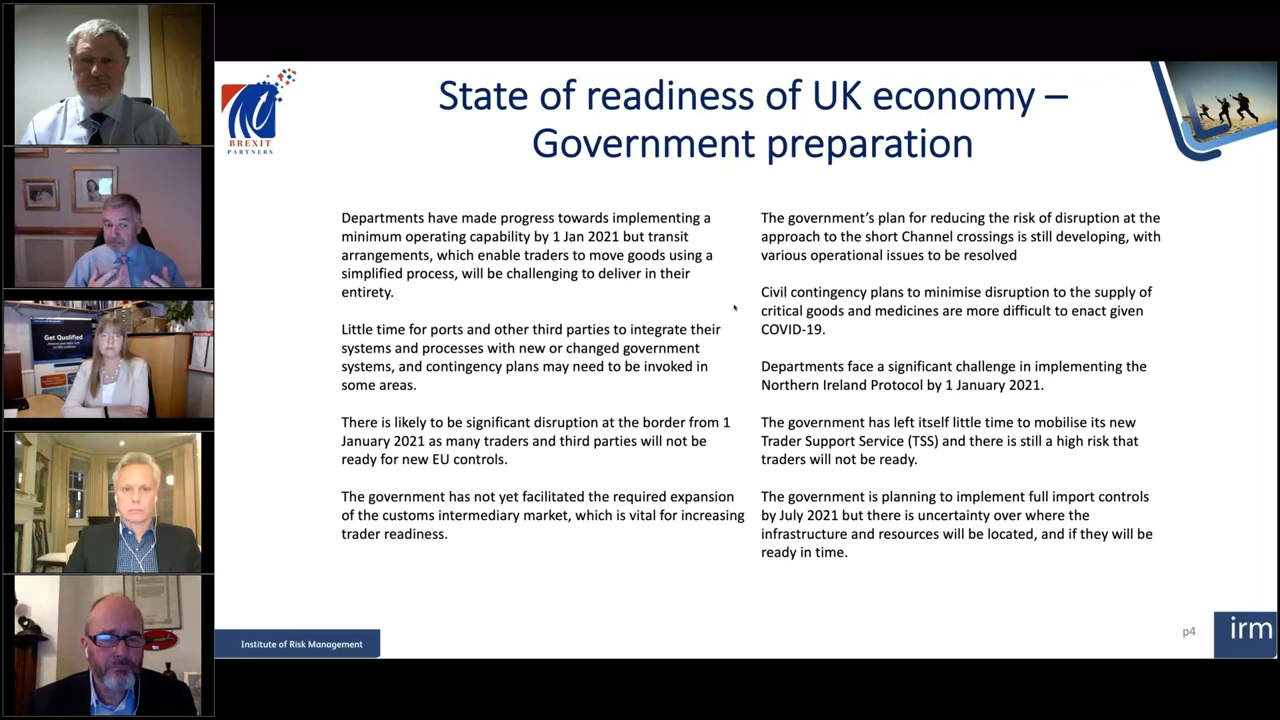 Get Qualified
BREXIT
PARTNERS
State of readiness of UK economy –
Government preparation
Departments have made progress towards implementing a
minimum operating capability by 1 Jan 2021 but transit
arrangements, which enable traders to move goods using a
simplified process, will be challenging to deliver in their
entirety.
Little time for ports and other third parties to integrate their
systems and processes with new or changed government
systems, and contingency plans may need to be invoked in
some areas.
There is likely to be significant disruption at the border from 1
January 2021 as many traders and third parties will not be
ready for new EU controls.
The government has not yet facilitated the required expansion
of the customs intermediary market, which is vital for increasing
trader readiness.
The government’s plan for reducing the risk of disruption at the
approach to the short Channel crossings is still developing, with
various operational issues to be resolved
Civil contingency plans to minimise disruption to the supply of
critical goods and medicines are more difficult to enact given
COVID-19.
Departments face a significant challenge in implementing the
Northern Ireland Protocol by 1 January 2021.
The government has left itself little time to mobilise its new
Trader Support Service (TSS) and there is still a high risk that
traders will not be ready.
The government is planning to implement full import controls
by July 2021 but there is uncertainty over where the
infrastructure and resources will be located, and if they will be
ready in time.
Institute of Risk Management
p4
irm